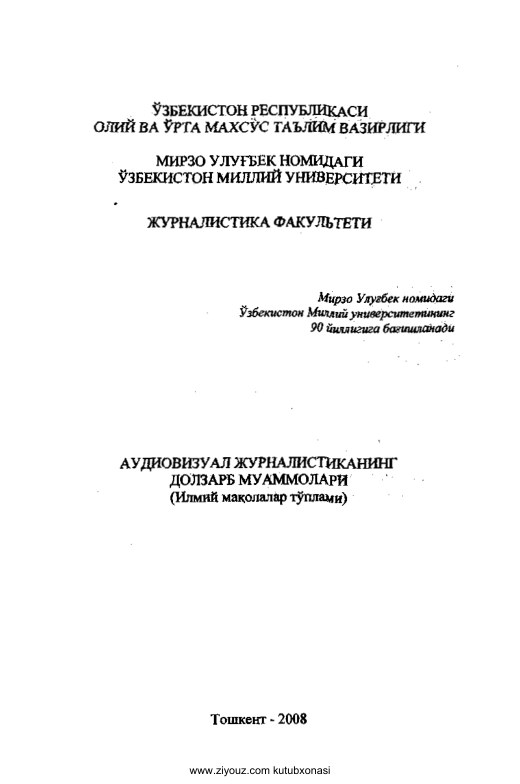 ЎЗБЕКИСТОН РЕСПУБЛИКАСИ
ОЛИЙ ВА ЎРТА МАХСУС ТАЪЛИМ ВАЗИРЛИГИ
МИРЗО УЛУҒБЕК НОМИДАГИ
ЎЗБЕКИСТОН МИЛЛИЙ УНИВЕРСИТЕТИ
ЖУРНАЛИСТИКА ФАКУЛЬТЕТИ
Мирзо Улуғбек номидаги
Ўзбекистон Миллий университетининг
90 йиллигига бағишланади
АУДИОВИЗУАЛ ЖУРНАЛИСТИКАНИНГ
ДОЛЗАРБ МУАММОЛАРИ
(Илмий мақолалар тўплами)
Тошкент - 2008
www.ziyouz.com kutubxonasi